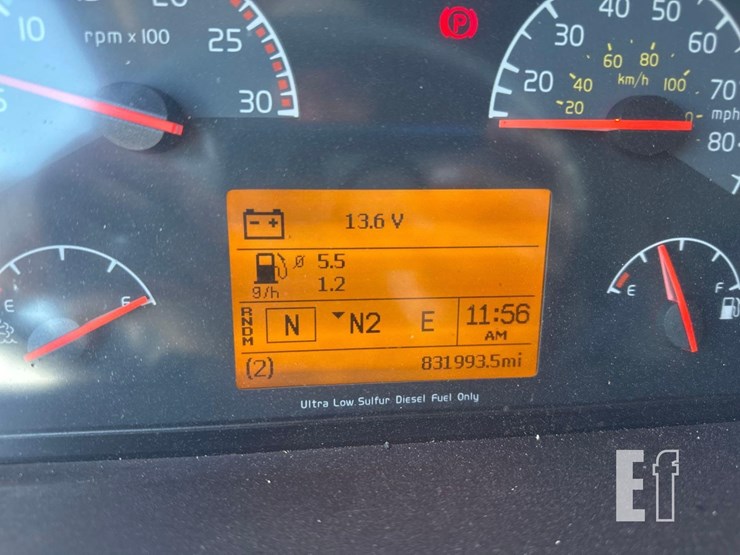 10
rpm x 100
25
30
5
P
20
30
40
50
60
70
80
mph
20
40
60
80
100
0
km/h
E
F
E
F
13.6 V
ø 5.5
g/h 1.2
RNDM
N
N2
E
11:56
AM
(2)
831993.5mi
Ultra Low Sulfur Diesel Fuel Only
Ef